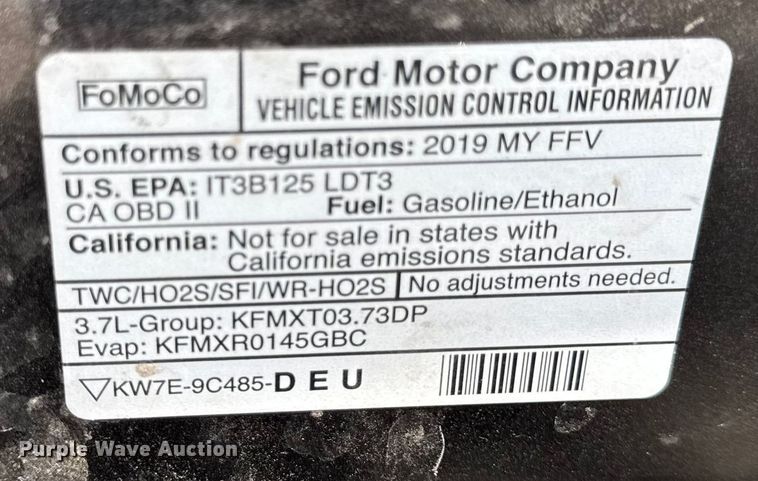 FoMoCo
Ford Motor Company
VEHICLE EMISSION CONTROL INFORMATION
Conforms to regulations: 2019 MY FFV
U.S. EPA: IT3B125 LDT3
CA OBD II Fuel: Gasoline/Ethanol
California: Not for sale in states with
California emissions standards.
TWC/HO2S/SFI/WR-HO2S No adjustments needed.
3.7L-Group: KFMXT03.73DP
Evap: KFMXR0145GBC
KW7E-9C485-DEU
Purple Wave Auction